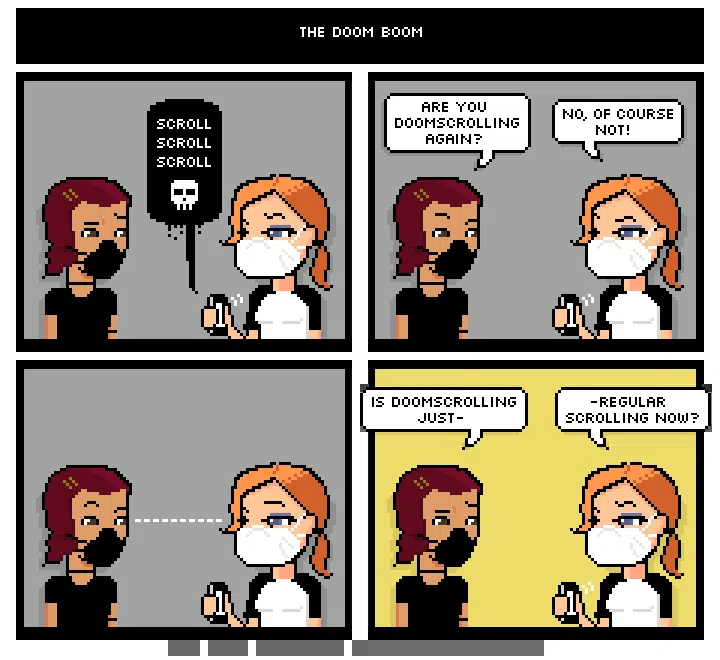 THE DOOM BOOM
SCROLL
SCROLL
SCROLL
ARE YOU
DOOMSCROLLING
AGAIN?
NO, OF COURSE
NOT!
IS DOOMSCROLLING
JUST-
-REGULAR
SCROLLING NOW?